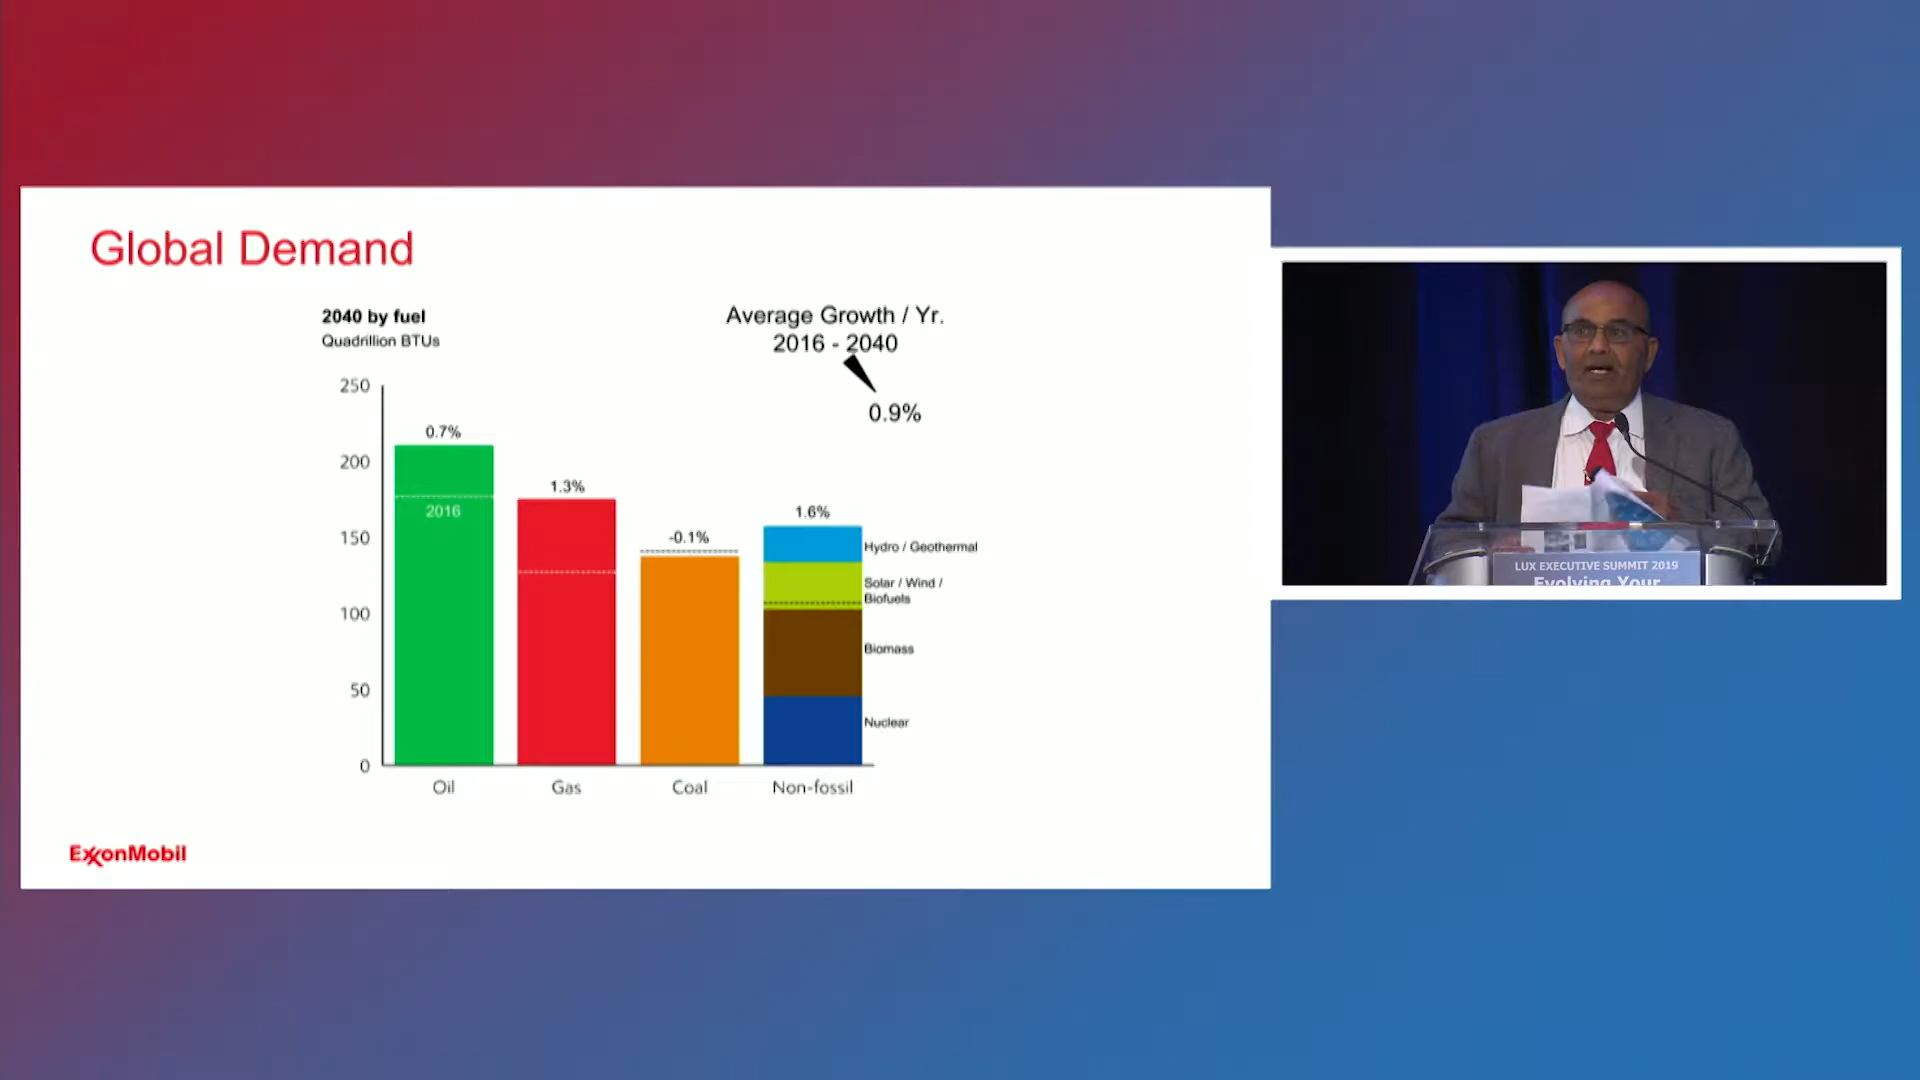 Global Demand
2040 by fuel
Quadrillion BTUs
Average Growth / Yr.
2016 - 2040
0.9%
250
200
150
100
50
0
0.7%
2016
1.3%
-0.1%
1.6%
Hydro / Geothermal
Solar / Wind /
Biofuels
Biomass
Nuclear
Oil
Gas
Coal
Non-fossil
ExxonMobil
LUX EXECUTIVE SUMMIT 2019
Evolving Your